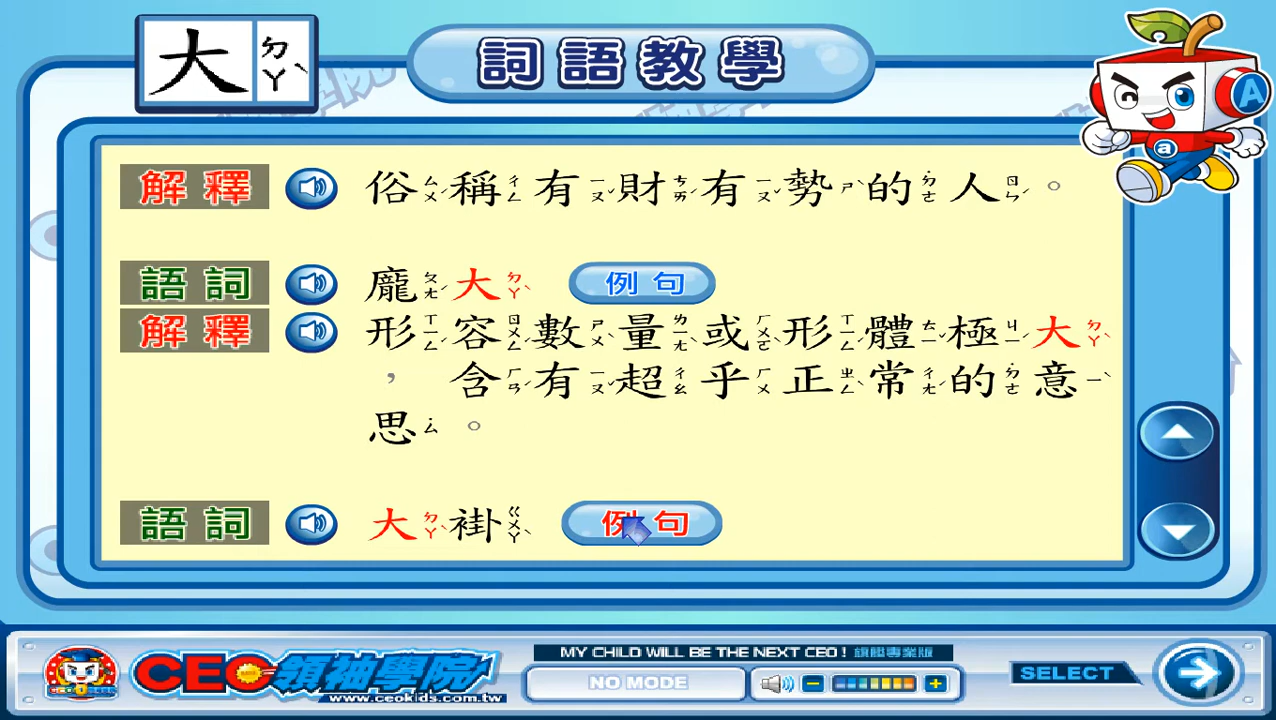 大 ㄉㄚˋ
詞語教學
解釋 俗ㄙㄨˊ稱ㄔㄥ有ㄧㄡˇ財ㄘㄞˊ有ㄧㄡˇ勢ㄕˋ的˙ㄉㄜ人ㄖㄣˊ。
語詞 龐ㄆㄤˊ大ㄉㄚˋ 例句
解釋 形ㄒㄧㄥˊ容ㄖㄨㄥˊ數ㄕㄨˋ量ㄌㄧㄤˋ或ㄏㄨㄛˋ形ㄒㄧㄥˊ體ㄊㄧˇ極ㄐㄧˊ大ㄉㄚˋ
,含ㄏㄢˊ有ㄧㄡˇ超ㄔㄠ乎ㄏㄨ正ㄓㄥˋ常ㄔㄤˊ的˙ㄉㄜ意ㄧˋ
思˙ㄙ。
語詞 大ㄉㄚˋ褂ㄍㄨㄚˋ 例句
CEO領袖學院
www.ceokids.com.tw
MY CHILD WILL BE THE NEXT CEO! 旗艦專業版
NO MODE
SELECT
A
a